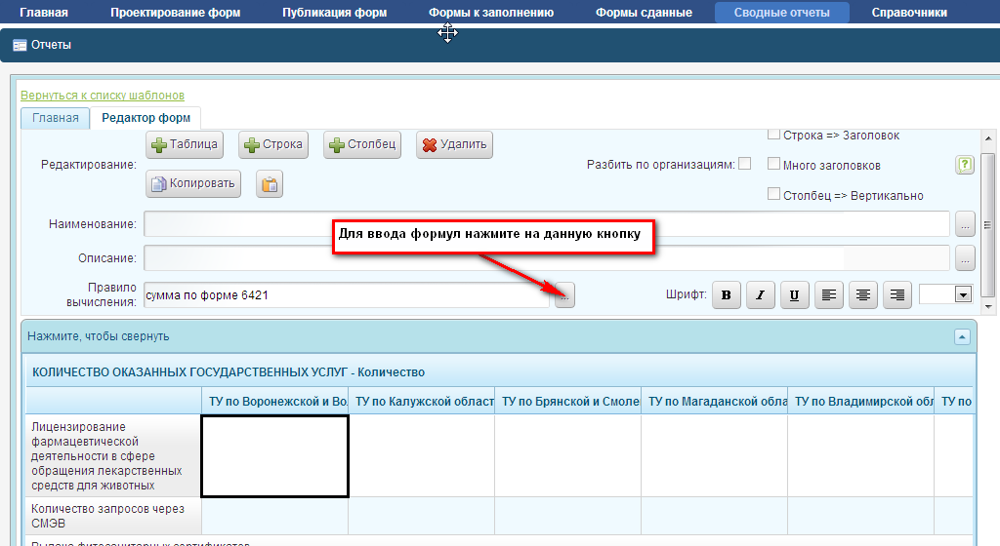 Главная Проектирование форм Публикация форм Формы к заполнению Формы сданные Сводные отчеты Справочники
Отчеты
Вернуться к списку шаблонов
Главная Редактор форм
Редактирование: Таблица Строка Столбец Удалить
Копировать
Разбить по организациям:
Строка => Заголовок
Много заголовков
?
Столбец => Вертикально
Наименование: ...
Для ввода формул нажмите на данную кнопку
Описание: ...
Правило
вычисления: сумма по форме 6421 ... Шрифт: B I U
Нажмите, чтобы свернуть
КОЛИЧЕСТВО ОКАЗАННЫХ ГОСУДАРСТВЕННЫХ УСЛУГ - Количество
ТУ по Воронежской и Во ТУ по Калужской област ТУ по Брянской и Смоле ТУ по Магаданской обла ТУ по Владимирской обл ТУ по
Лицензирование
фармацевтической
деятельности в сфере
обращения лекарственных
средств для животных
Количество запросов через
СМЭВ
Выдача фитосанитарных сертификатов